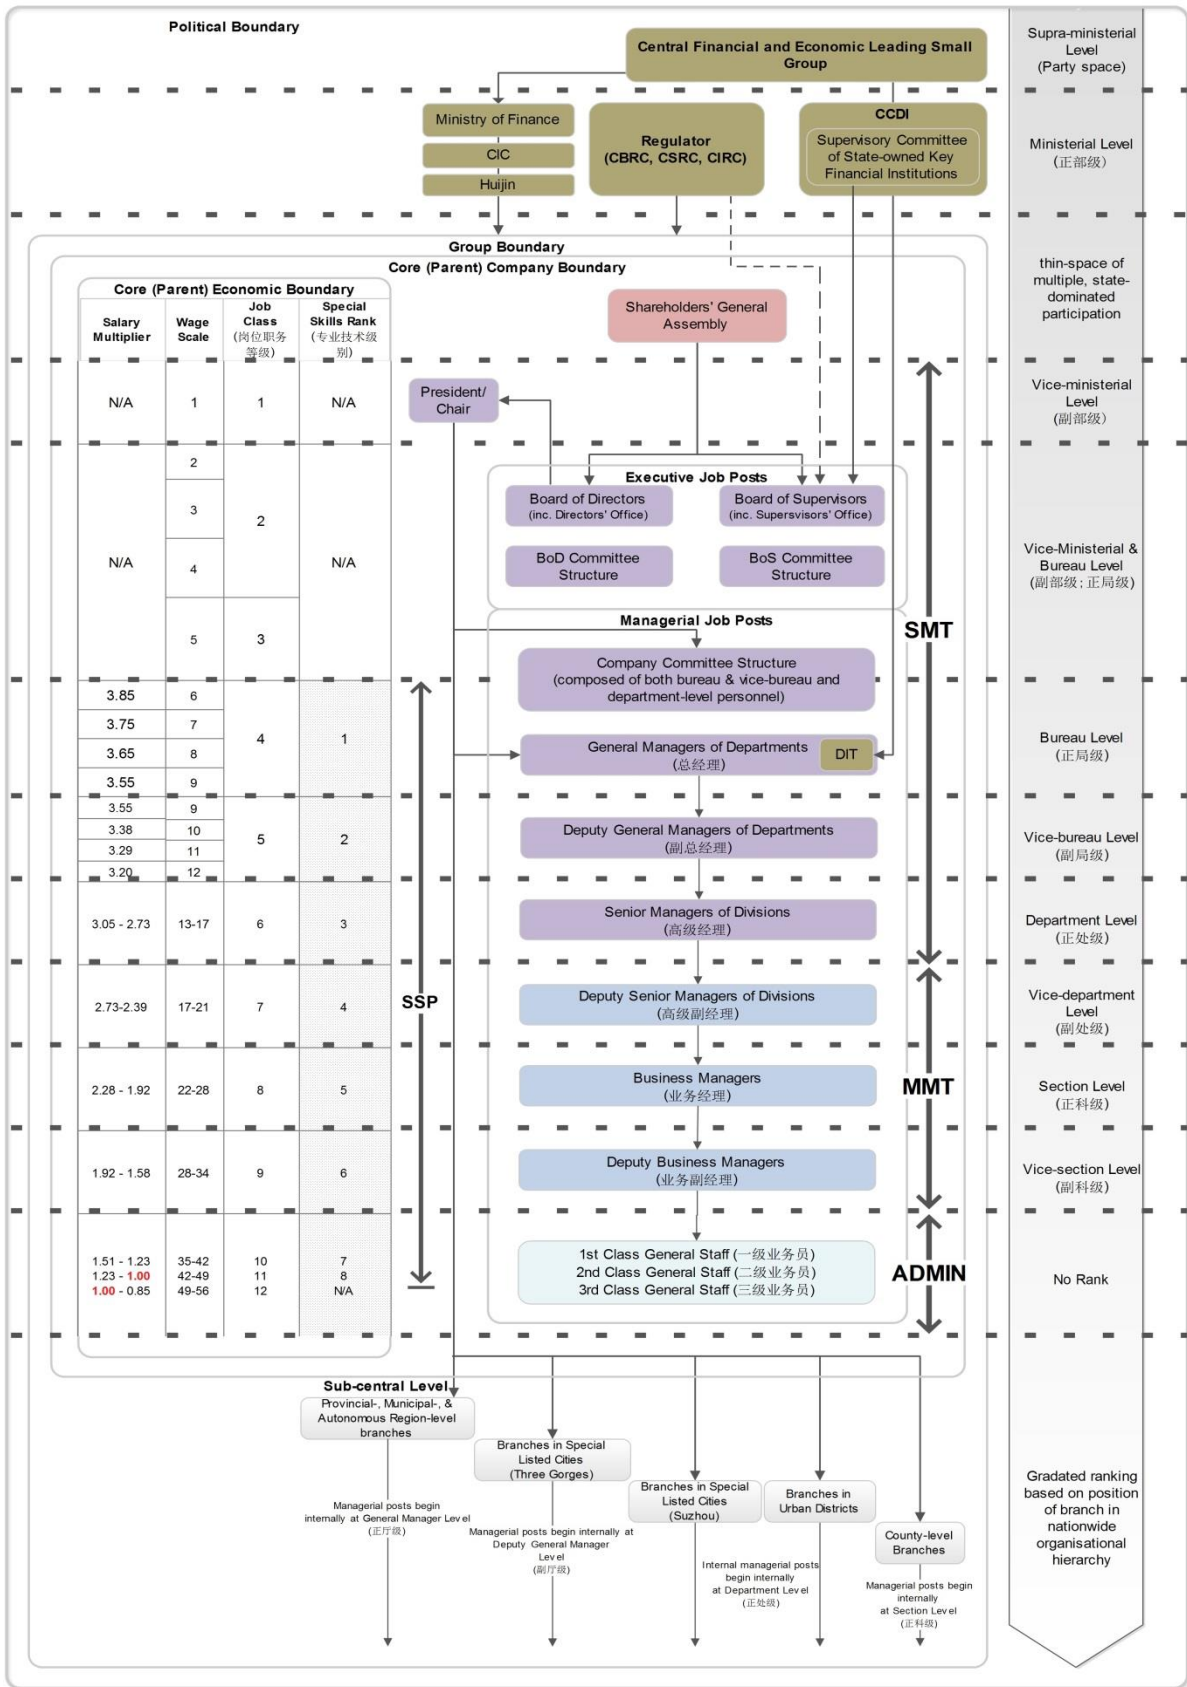 Political Boundary
Central Financial and Economic Leading Small
Group
Supra-ministerial
Level
(Party space)
Ministry of Finance
CIC
Huijin
Regulator
(CBRC, CSRC, CIRC)
CCDI
Supervisory Committee
of State-owned Key
Financial Institutions
Ministerial Level
(正部级)
Group Boundary
Core (Parent) Company Boundary
thin-space of
multiple, state-
dominated
participation
Core (Parent) Economic Boundary
Salary
Multiplier
Wage
Scale
Job
Class
(岗位职务
等级)
Special
Skills Rank
(专业技术级
别)
Shareholders' General
Assembly
N/A
1
1
N/A
President/
Chair
Vice-ministerial
Level
(副部级)
N/A
2
3
4
5
2
3
N/A
Executive Job Posts
Board of Directors
(inc. Directors' Office)
Board of Supervisors
(inc. Supersvisors' Office)
BoD Committee
Structure
BoS Committee
Structure
Vice-Ministerial &
Bureau Level
(副部级; 正局级)
SMT
Managerial Job Posts
Company Committee Structure
(composed of both bureau & vice-bureau and
department-level personnel)
3.85
6
3.75
7
3.65
8
3.55
9
4
1
General Managers of Departments
(总经理)
DIT
Bureau Level
(正局级)
3.55
9
3.38
10
3.29
11
3.20
12
5
2
Deputy General Managers of Departments
(副总经理)
Vice-bureau Level
(副局级)
3.05 - 2.73
13-17
6
3
Senior Managers of Divisions
(高级经理)
Department Level
(正处级)
SSP
2.73-2.39
17-21
7
4
Deputy Senior Managers of Divisions
(高级副经理)
Vice-department
Level
(副处级)
2.28 - 1.92
22-28
8
5
Business Managers
(业务经理)
MMT
Section Level
(正科级)
1.92 - 1.58
28-34
9
6
Deputy Business Managers
(业务副经理)
Vice-section Level
(副科级)
1.51 - 1.23
35-42
10
7
1.23 - 1.00
42-49
11
8
1.00 - 0.85
49-56
12
N/A
1st Class General Staff (一级业务员)
2nd Class General Staff (二级业务员)
3rd Class General Staff (三级业务员)
ADMIN
No Rank
Sub-central Level
Provincial-, Municipal-, &
Autonomous Region-level
branches
Branches in Special
Listed Cities
(Three Gorges)
Branches in Special
Listed Cities
(Suzhou)
Branches in
Urban Districts
County-level
Branches
Managerial posts begin
internally at General Manager Level
(正厅级)
Managerial posts begin internally at
Deputy General Manager
Level
(副厅级)
Internal managerial posts
begin internally
at Department Level
(正处级)
Managerial posts begin
internally
at Section Level
(正科级)
Gradated ranking
based on position
of branch in
nationwide
organisational
hierarchy